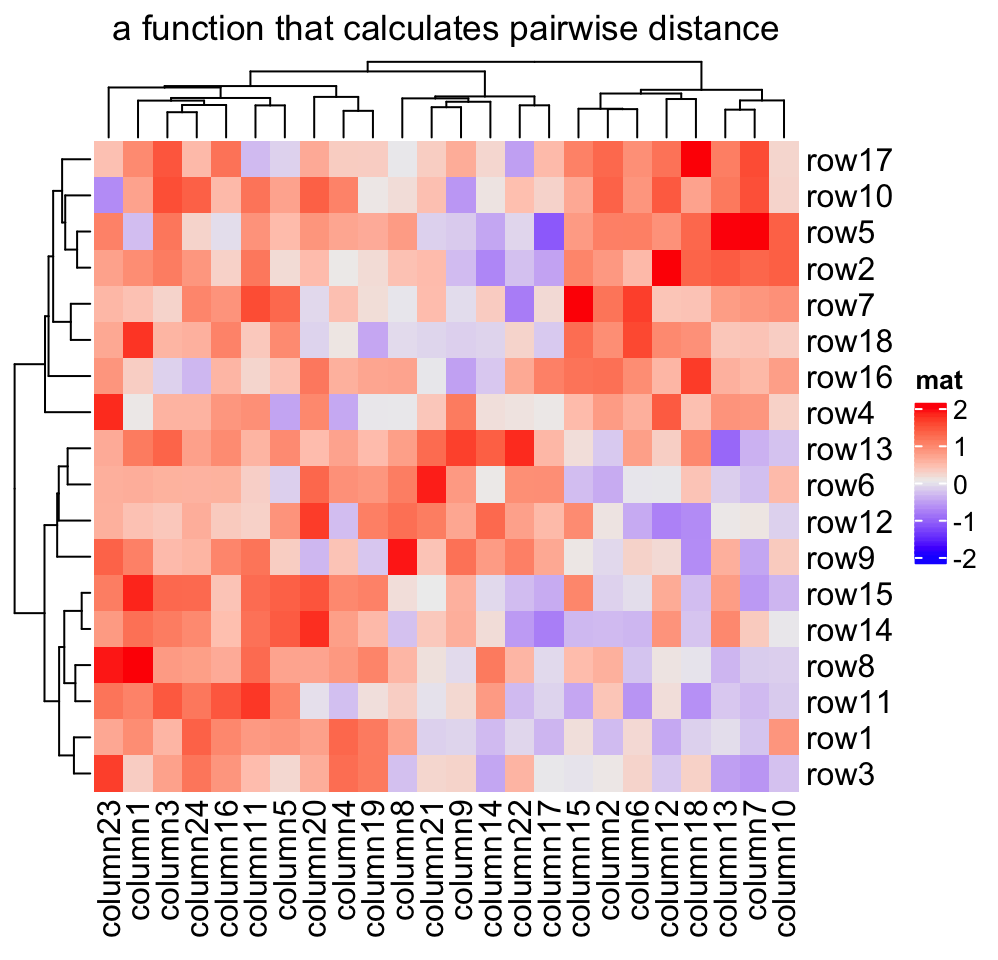 a function that calculates pairwise distance
row17
row10
row5
row2
row7
row18
row16
row4
row13
row6
row12
row9
row15
row14
row8
row11
row1
row3
mat
2
1
0
-1
-2
column23
column1
column3
column24
column16
column11
column5
column20
column4
column19
column8
column21
column9
column14
column22
column17
column15
column2
column6
column12
column18
column13
column7
column10